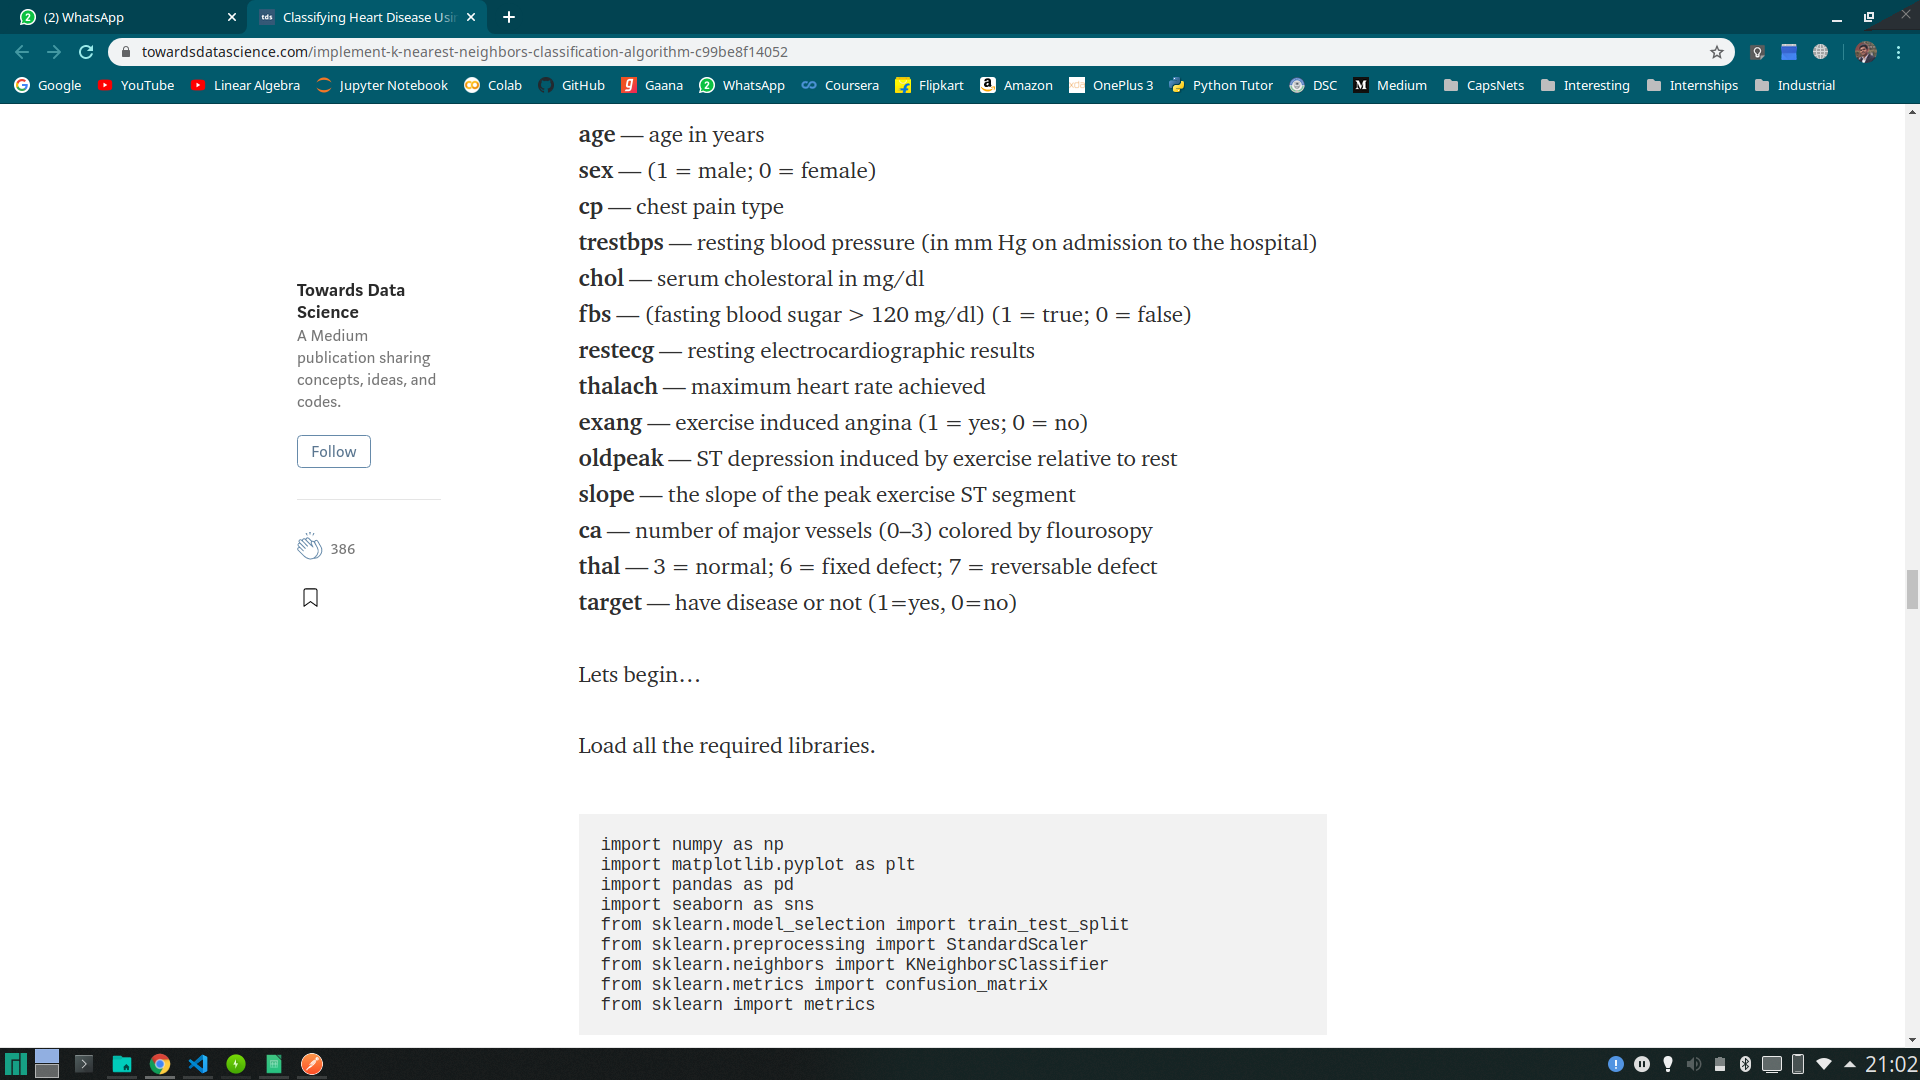 (2) WhatsApp
tds Classifying Heart Disease Usi
towardsdatascience.com/implement-k-nearest-neighbors-classification-algorithm-c99be8f14052
Google YouTube Linear Algebra Jupyter Notebook Colab GitHub Gaana WhatsApp Coursera Flipkart Amazon OnePlus 3 Python Tutor DSC Medium CapsNets Interesting Internships Industrial
age — age in years
sex — (1 = male; 0 = female)
cp — chest pain type
trestbps — resting blood pressure (in mm Hg on admission to the hospital)
chol — serum cholestoral in mg/dl
fbs — (fasting blood sugar > 120 mg/dl) (1 = true; 0 = false)
restecg — resting electrocardiographic results
thalach — maximum heart rate achieved
exang — exercise induced angina (1 = yes; 0 = no)
oldpeak — ST depression induced by exercise relative to rest
slope — the slope of the peak exercise ST segment
ca — number of major vessels (0–3) colored by flourosopy
thal — 3 = normal; 6 = fixed defect; 7 = reversable defect
target — have disease or not (1=yes, 0=no)
Towards Data
Science
A Medium
publication sharing
concepts, ideas, and
codes.
Follow
386
Lets begin…
Load all the required libraries.
import numpy as np
import matplotlib.pyplot as plt
import pandas as pd
import seaborn as sns
from sklearn.model_selection import train_test_split
from sklearn.preprocessing import StandardScaler
from sklearn.neighbors import KNeighborsClassifier
from sklearn.metrics import confusion_matrix
from sklearn import metrics
21:02